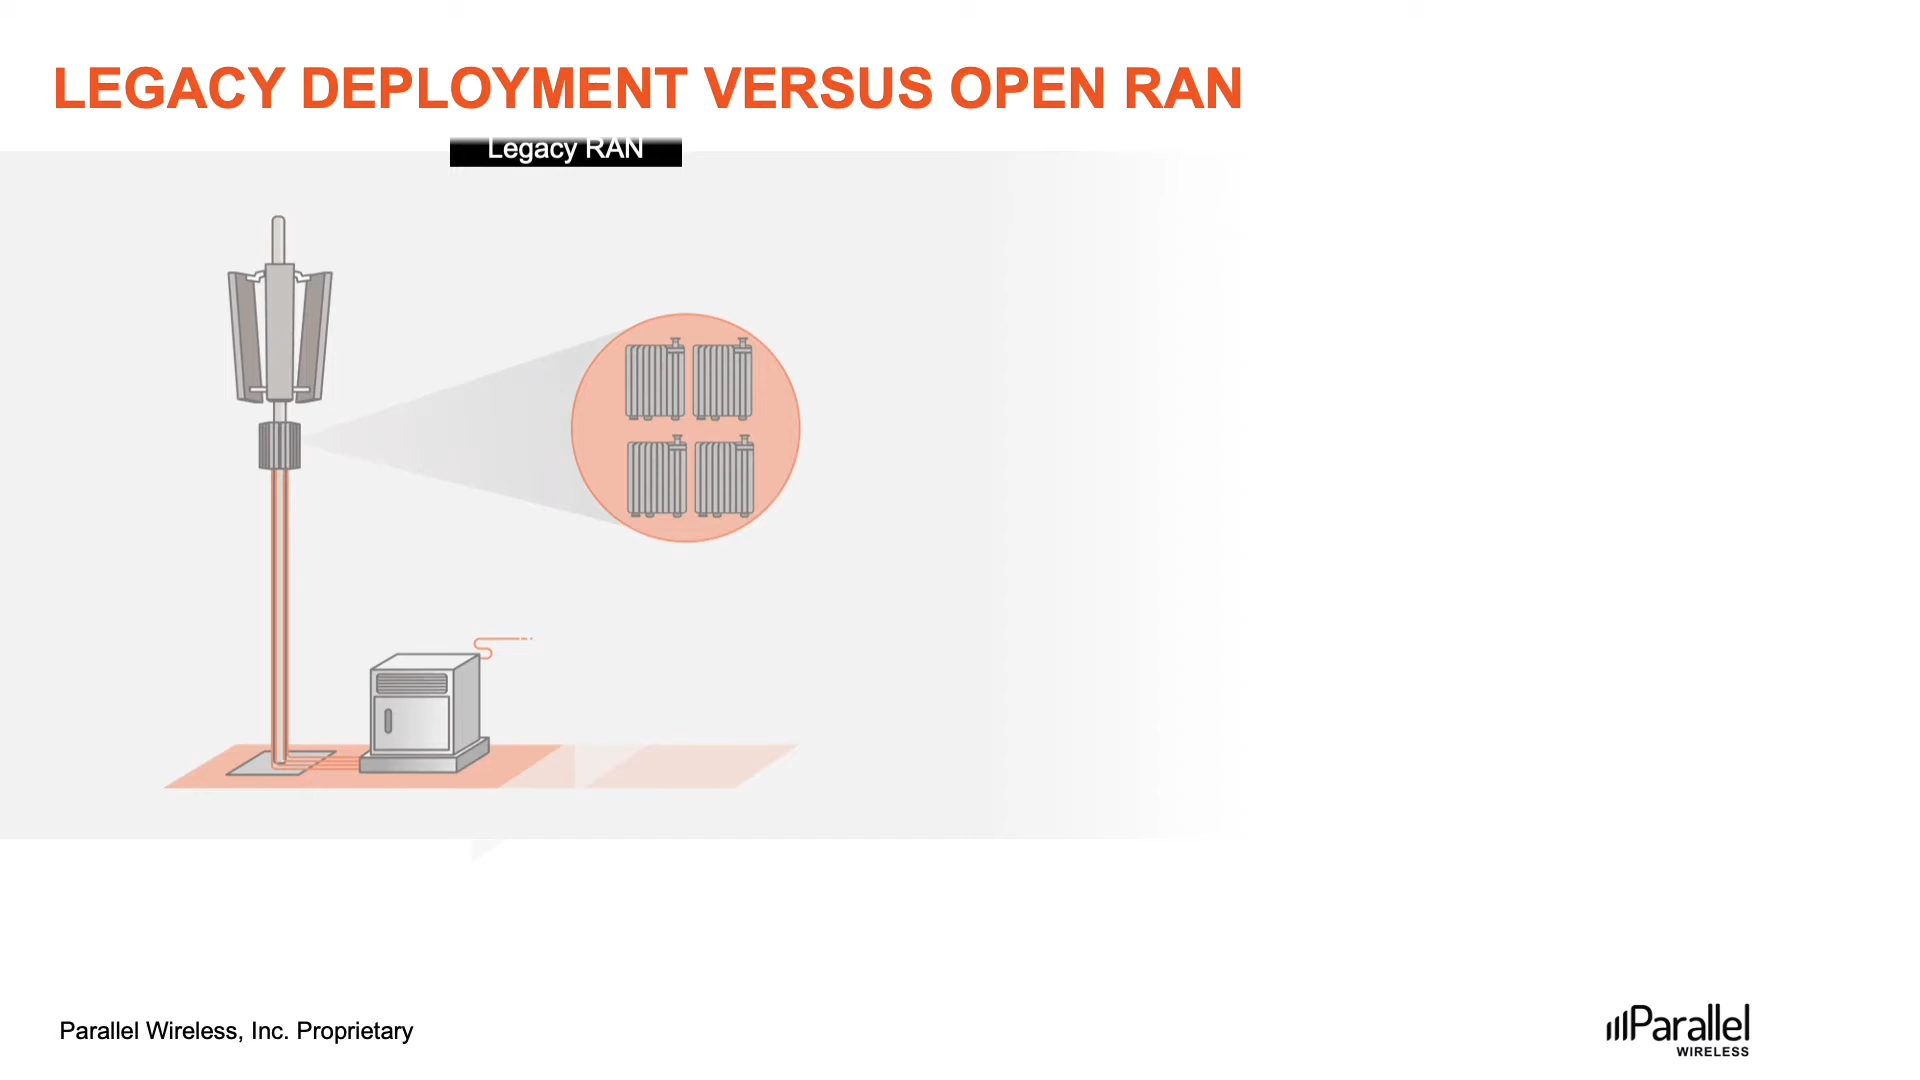 LEGACY DEPLOYMENT VERSUS OPEN RAN
Legacy RAN
Parallel Wireless, Inc. Proprietary
Parallel
WIRELESS